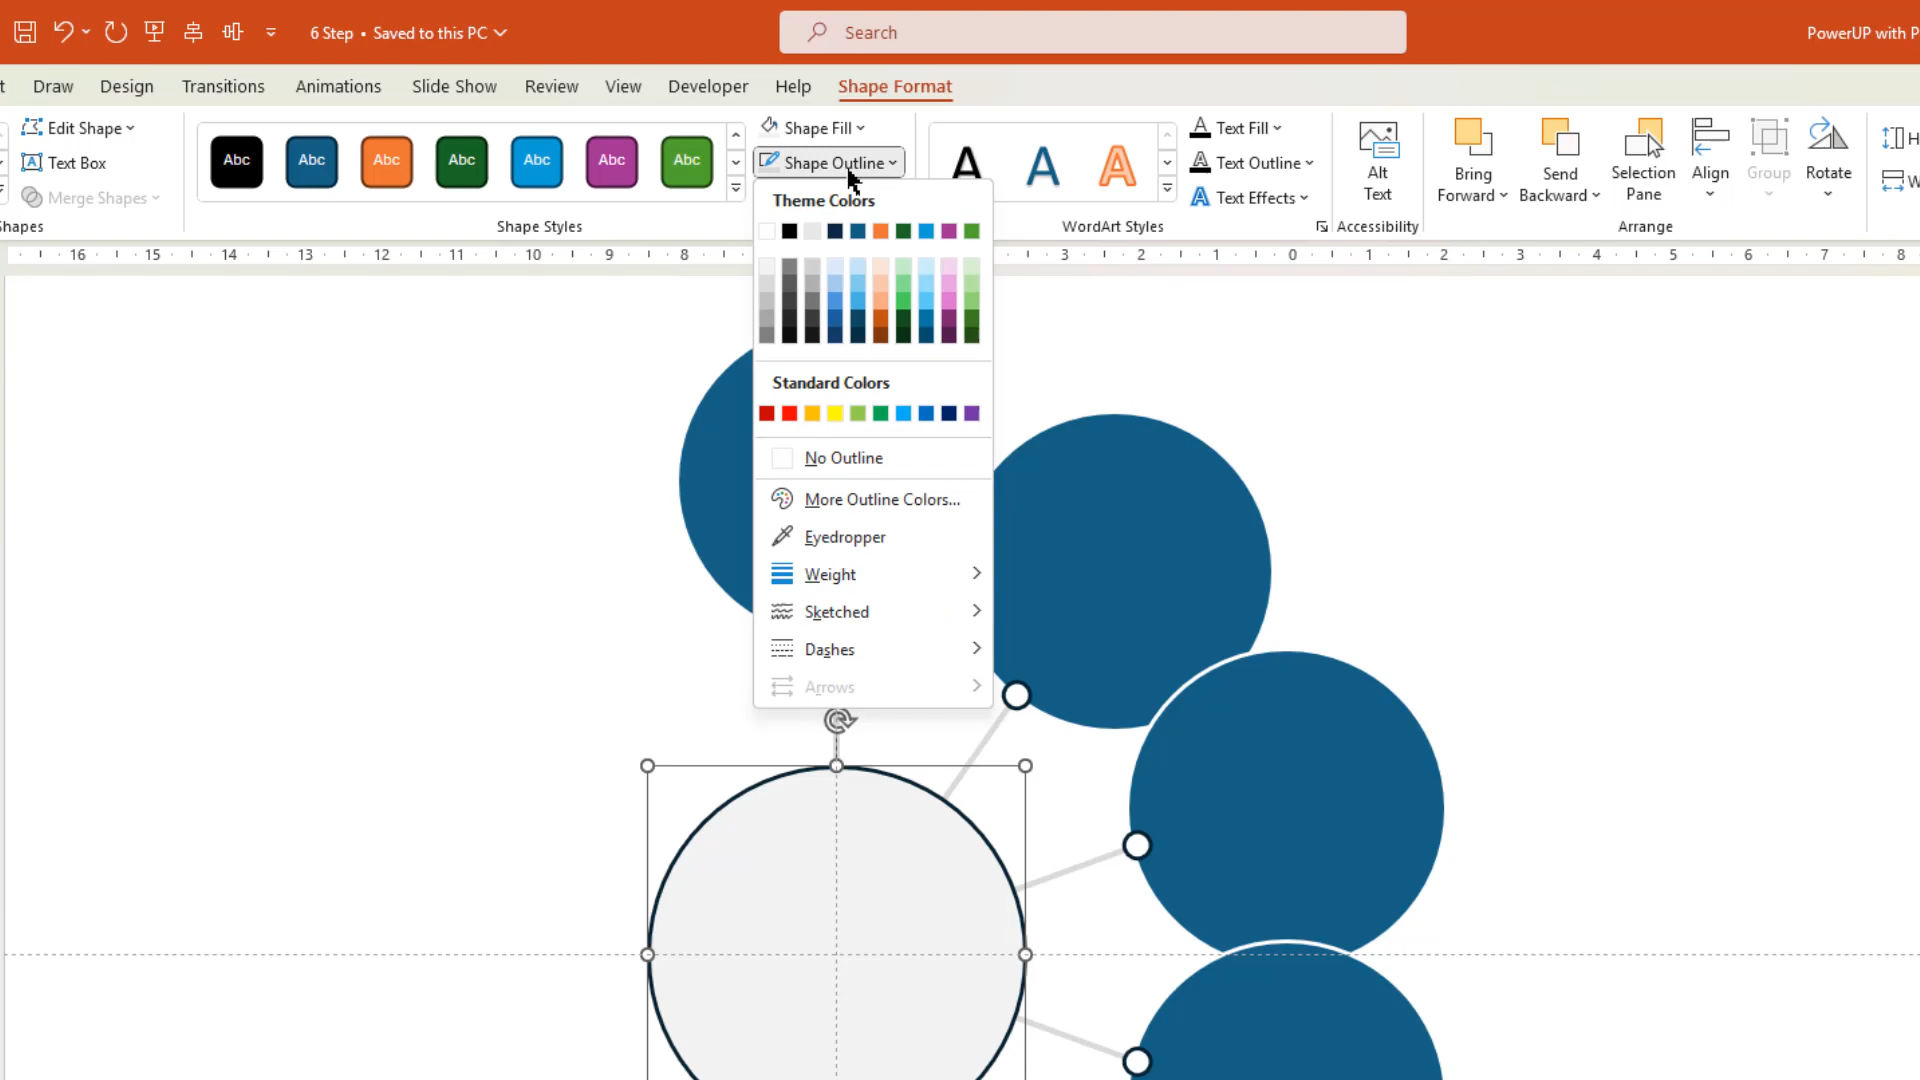 6 Step • Saved to this PC
Search
PowerUP with P
t Draw Design Transitions Animations Slide Show Review View Developer Help Shape Format
Edit Shape
Text Box
Merge Shapes
hapes
Abc Abc Abc Abc Abc Abc Abc
Shape Styles
Shape Fill
Shape Outline
A A A
WordArt Styles
Text Fill
Text Outline
Text Effects
Alt
Text
Accessibility
Bring
Forward
Send
Backward
Selection
Pane
Align
Group
Rotate
Arrange
H
W
16 15 14 13 12 11 10 9 8 3 2 1 0 1 2 3 4 5 6 7 8
Theme Colors
Standard Colors
No Outline
More Outline Colors...
Eyedropper
Weight
Sketched
Dashes
Arrows